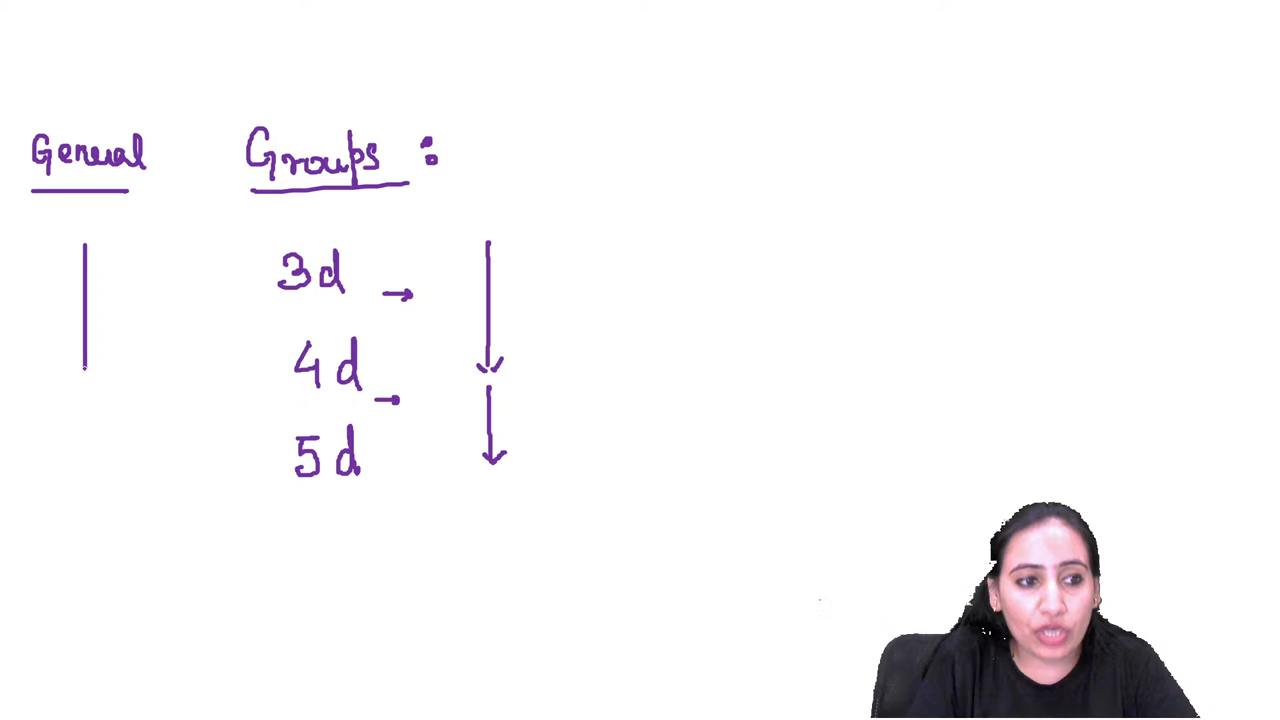 General Groups :
3d →
4d →
5d